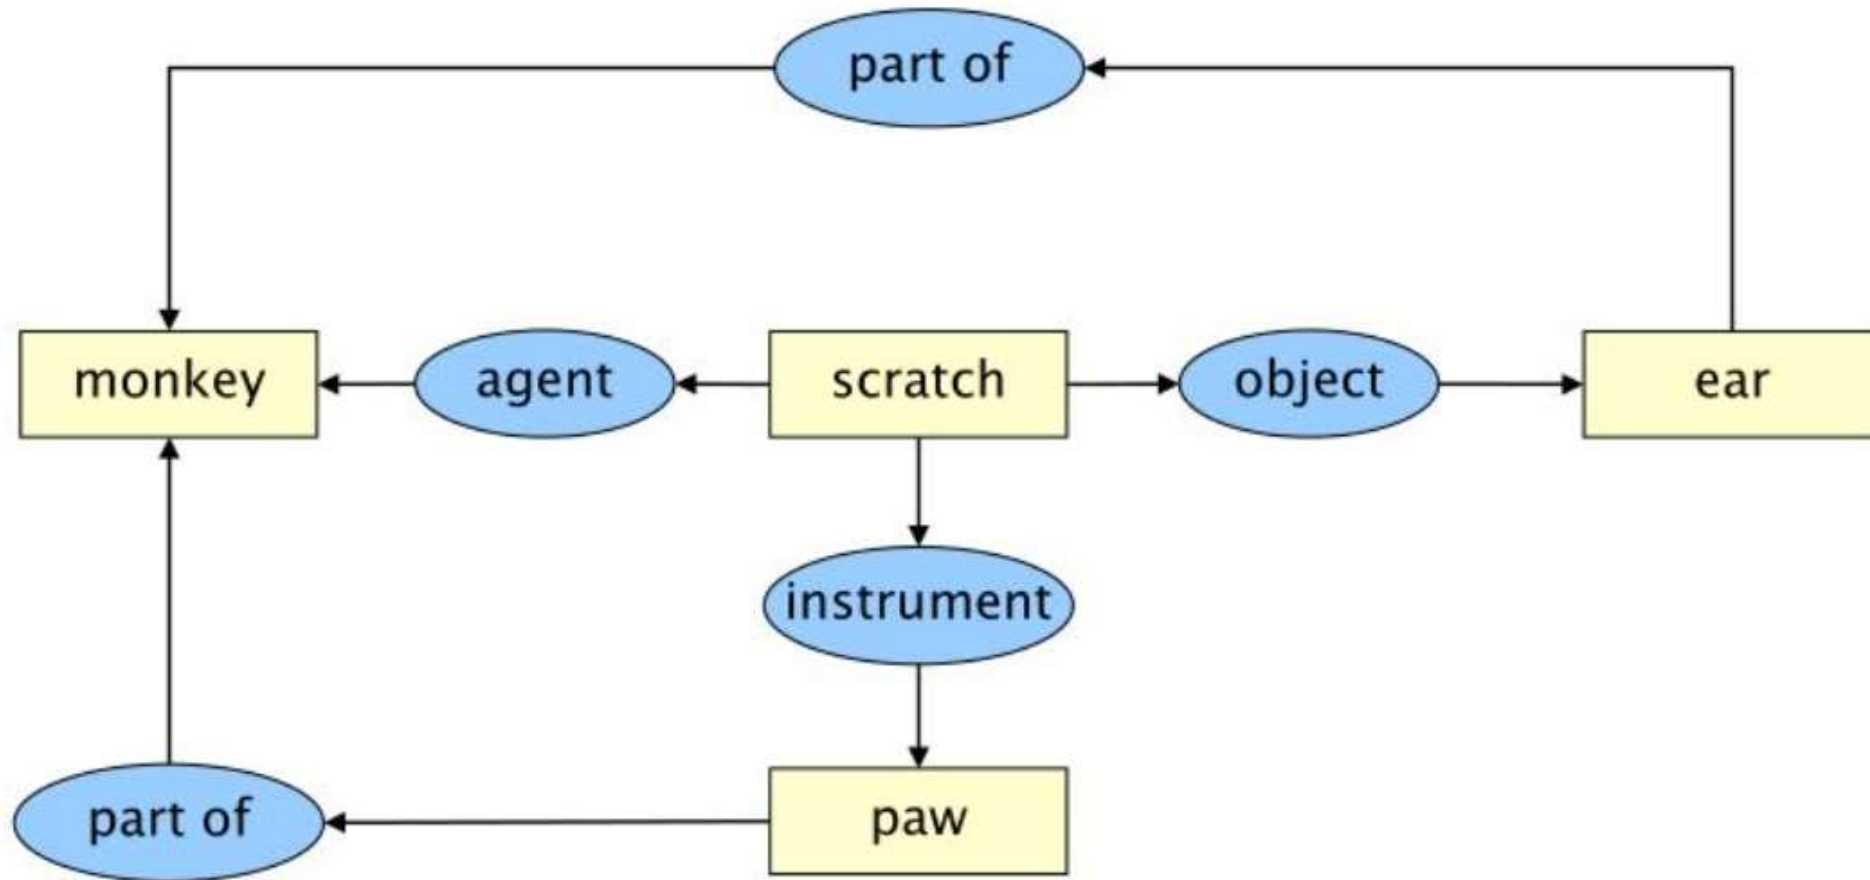 part of
monkey
agent
scratch
object
ear
instrument
part of
paw